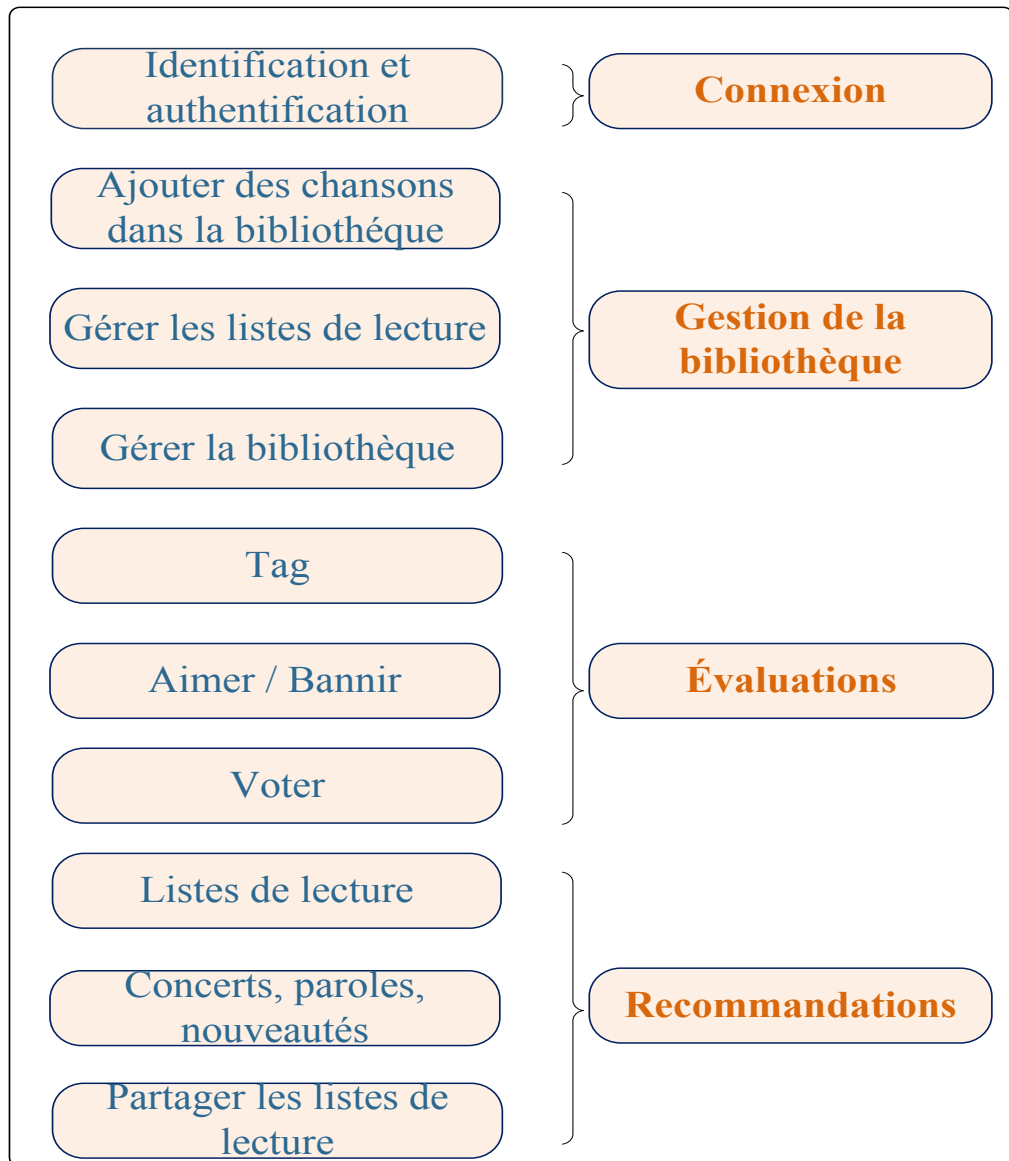 Identification et
authentification
Connexion
Ajouter des chansons
dans la bibliothéque
Gérer les listes de lecture
Gérer la bibliothèque
Gestion de la
bibliothèque
Tag
Aimer / Bannir
Voter
Évaluations
Listes de lecture
Concerts, paroles,
nouveautés
Partager les listes de
lecture
Recommandations